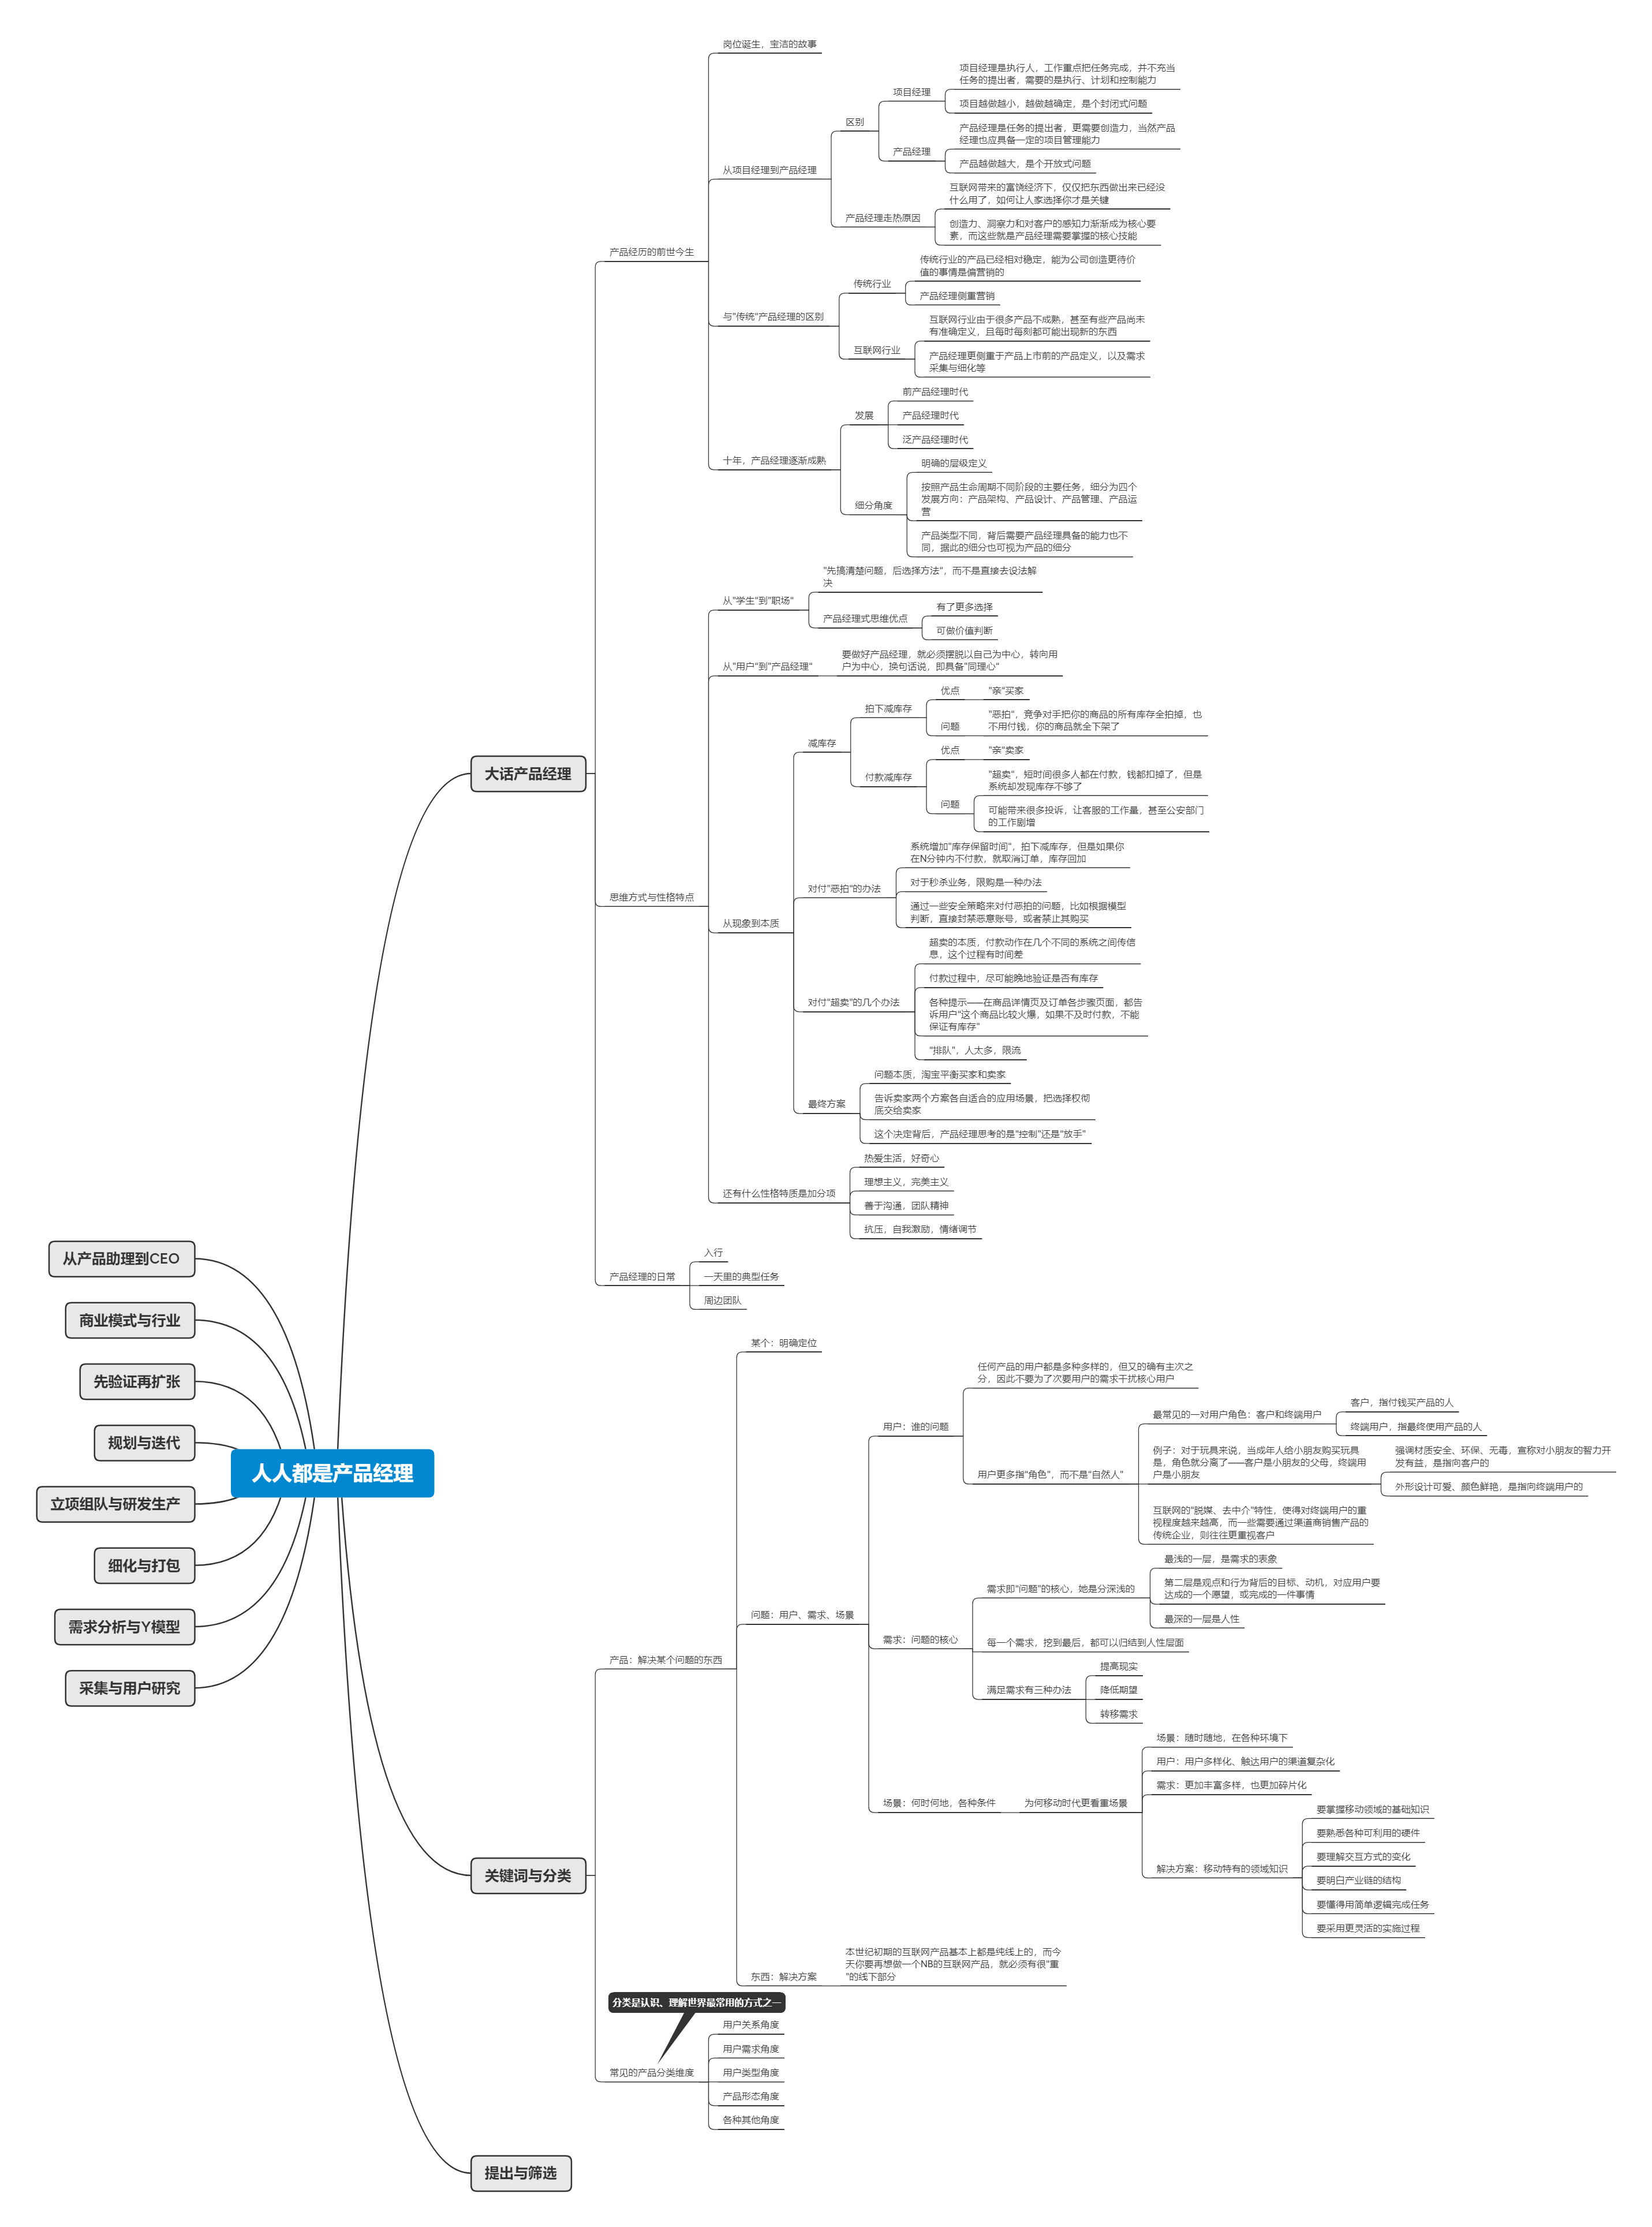 人人都是产品经理
大话产品经理
产品经历的前世今生
岗位诞生，宝洁的故事
从项目经理到产品经理
区别
项目经理
项目经理是执行人，工作重点把任务完成，并不充当
任务的提出者，需要的是执行、计划和控制能力
项目越做越小，越做越确定，是个封闭式问题
产品经理
产品经理是任务的提出者，更需要创造力，当然产品
经理也应具备一定的项目管理能力
产品越做越大，是个开放式问题
产品经理走热原因
互联网带来的富饶经济下，仅仅把东西做出来已经没
什么用了，如何让人家选择你才是关键
创造力、洞察力和对客户的感知力渐渐成为核心要
素，而这些就是产品经理需要掌握的核心技能
与"传统"产品经理的区别
传统行业
传统行业的产品已经相对稳定，能为公司创造更待价
值的事情是偏营销的
产品经理侧重营销
互联网行业
互联网行业由于很多产品不成熟，甚至有些产品尚未
有准确定义，且每时每刻都可能出现新的东西
产品经理更侧重于产品上市前的产品定义，以及需求
采集与细化等
十年，产品经理逐渐成熟
发展
前产品经理时代
产品经理时代
泛产品经理时代
细分角度
明确的层级定义
按照产品生命周期不同阶段的主要任务，细分为四个
发展方向：产品架构、产品设计、产品管理、产品运
营
产品类型不同，背后需要产品经理具备的能力也不
同，据此的细分也可视为产品的细分
思维方式与性格特点
从"学生"到"职场"
"先搞清楚问题，后选择方法"，而不是直接去设法解
决
产品经理式思维优点
有了更多选择
可做价值判断
从"用户"到"产品经理"
要做好产品经理，就必须摆脱以自己为中心，转向用
户为中心，换句话说，即具备"同理心"
从现象到本质
减库存
拍下减库存
优点
"亲"买家
问题
"恶拍"，竞争对手把你的商品的所有库存全拍掉，也
不用付钱，你的商品就全下架了
付款减库存
优点
"亲"卖家
问题
"超卖"，短时间很多人都在付款，钱都扣掉了，但是
系统却发现库存不够了
可能带来很多投诉，让客服的工作量，甚至公安部门
的工作剧增
对付"恶拍"的办法
系统增加"库存保留时间"，拍下减库存，但是如果你
在N分钟内不付款，就取消订单，库存回加
对于秒杀业务，限购是一种办法
通过一些安全策略来对付恶拍的问题，比如根据模型
判断，直接封禁恶意账号，或者禁止其购买
对付"超卖"的几个办法
超卖的本质，付款动作在几个不同的系统之间传信
息，这个过程有时间差
付款过程中，尽可能晚地验证是否有库存
各种提示——在商品详情页及订单各步骤页面，都告
诉用户"这个商品比较火爆，如果不及时付款，不能
保证有库存"
"排队"，人太多，限流
最终方案
问题本质，淘宝平衡买家和卖家
告诉卖家两个方案各自适合的应用场景，把选择权彻
底交给卖家
这个决定背后，产品经理思考的是"控制"还是"放手"
还有什么性格特质是加分项
热爱生活，好奇心
理想主义，完美主义
善于沟通，团队精神
抗压，自我激励，情绪调节
产品经理的日常
入行
一天里的典型任务
周边团队
关键词与分类
产品：解决某个问题的东西
某个：明确定位
问题：用户、需求、场景
用户：谁的问题
任何产品的用户都是多种多样的，但又的确有主次之
分，因此不要为了次要用户的需求干扰核心用户
用户更多指"角色"，而不是"自然人"
最常见的一对用户角色：客户和终端用户
客户，指付钱买产品的人
终端用户，指最终使用产品的人
例子：对于玩具来说，当成年人给小朋友购买玩具
是，角色就分离了——客户是小朋友的父母，终端用
户是小朋友
强调材质安全、环保、无毒，宣称对小朋友的智力开
发有益，是指向客户的
外形设计可爱、颜色鲜艳，是指向终端用户的
互联网的"脱媒、去中介"特性，使得对终端用户的重
视程度越来越高，而一些需要通过渠道商销售产品的
传统企业，则往往更重视客户
需求：问题的核心
需求即"问题"的核心，她是分深浅的
最浅的一层，是需求的表象
第二层是观点和行为背后的目标、动机，对应用户要
达成的一个愿望，或完成的一件事情
最深的一层是人性
每一个需求，挖到最后，都可以归结到人性层面
满足需求有三种办法
提高现实
降低期望
转移需求
场景：何时何地，各种条件
为何移动时代更看重场景
场景：随时随地，在各种环境下
用户：用户多样化、触达用户的渠道复杂化
需求：更加丰富多样，也更加碎片化
解决方案：移动特有的领域知识
要掌握移动领域的基础知识
要熟悉各种可利用的硬件
要理解交互方式的变化
要明白产业链的结构
要懂得用简单逻辑完成任务
要采用更灵活的实施过程
东西：解决方案
本世纪初期的互联网产品基本上都是纯线上的，而今
天你要再想做一个NB的互联网产品，就必须有很"重
"的线下部分
分类是认识、理解世界最常用的方式之一
常见的产品分类维度
用户关系角度
用户需求角度
用户类型角度
产品形态角度
各种其他角度
提出与筛选
从产品助理到CEO
商业模式与行业
先验证再扩张
规划与迭代
立项组队与研发生产
细化与打包
需求分析与Y模型
采集与用户研究